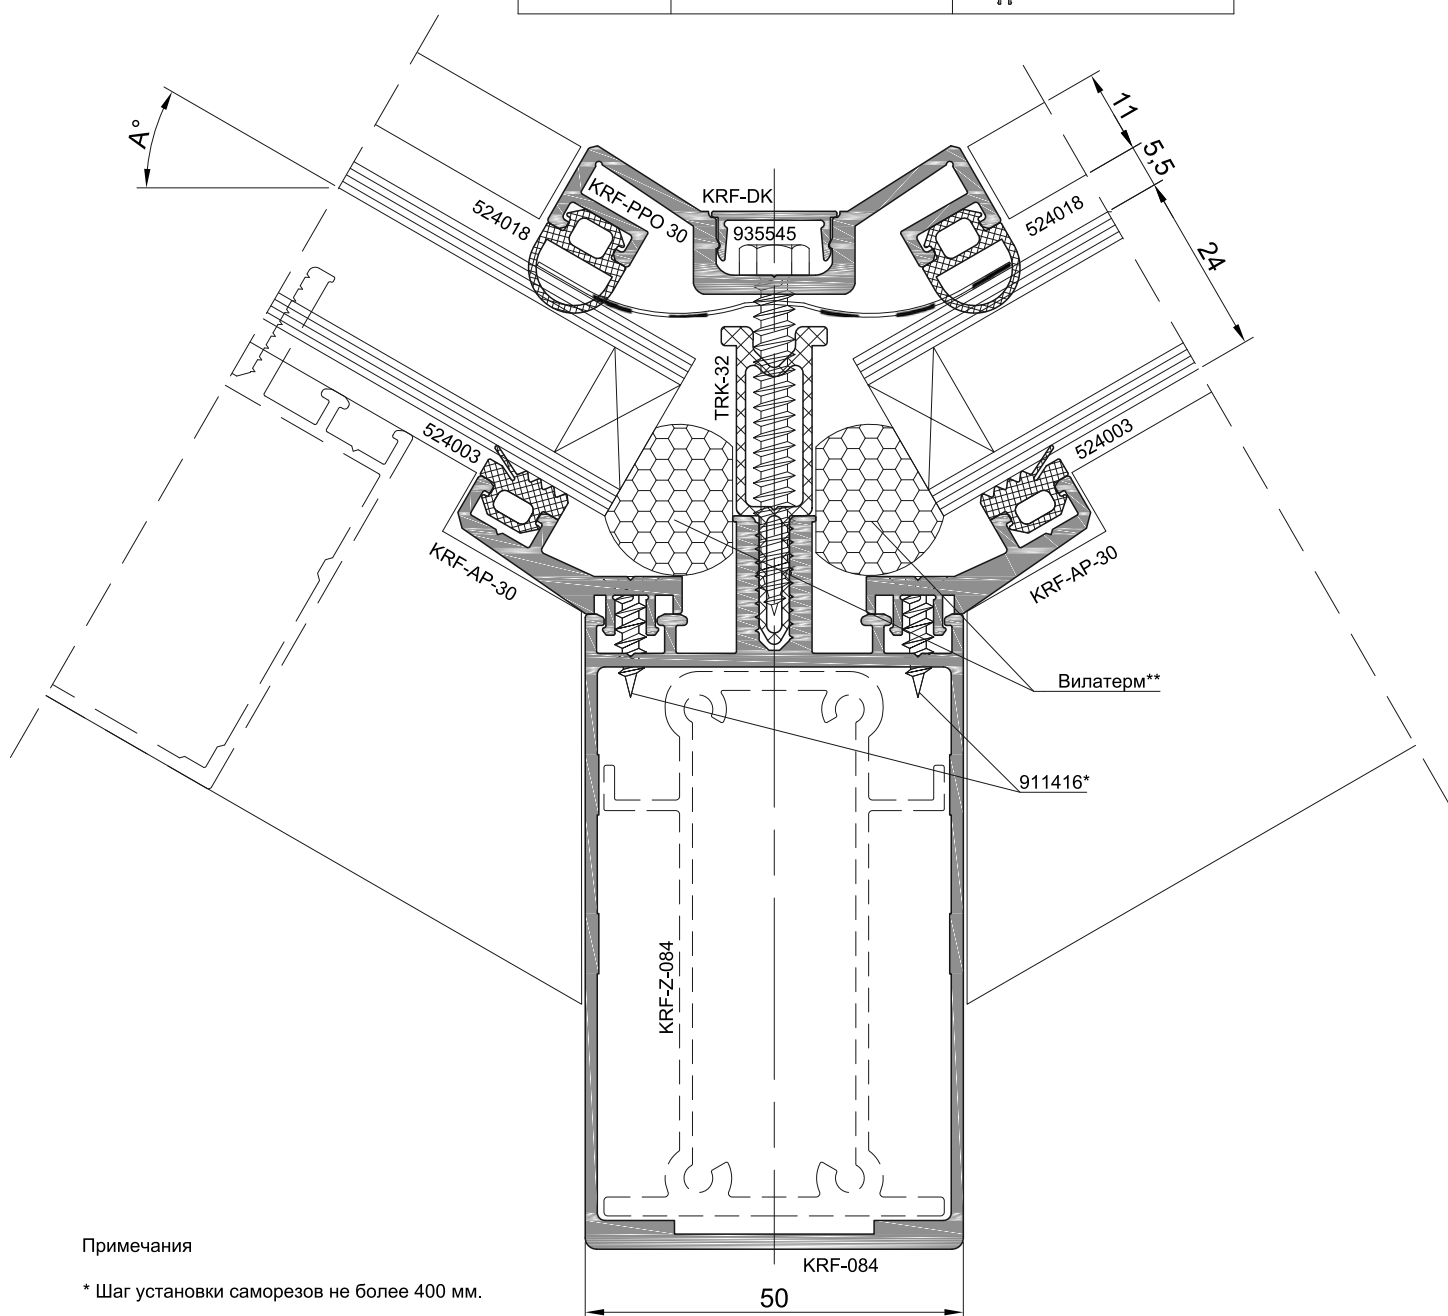 11
5,5
24
A°
524018
KRF-PPO 30
KRF-DK
935545
524018
TRK-32
524003
524003
KRF-AP-30
KRF-AP-30
Вилатерм**
911416*
KRF-Z-084
KRF-084
50
Примечания
* Шаг установки саморезов не более 400 мм.